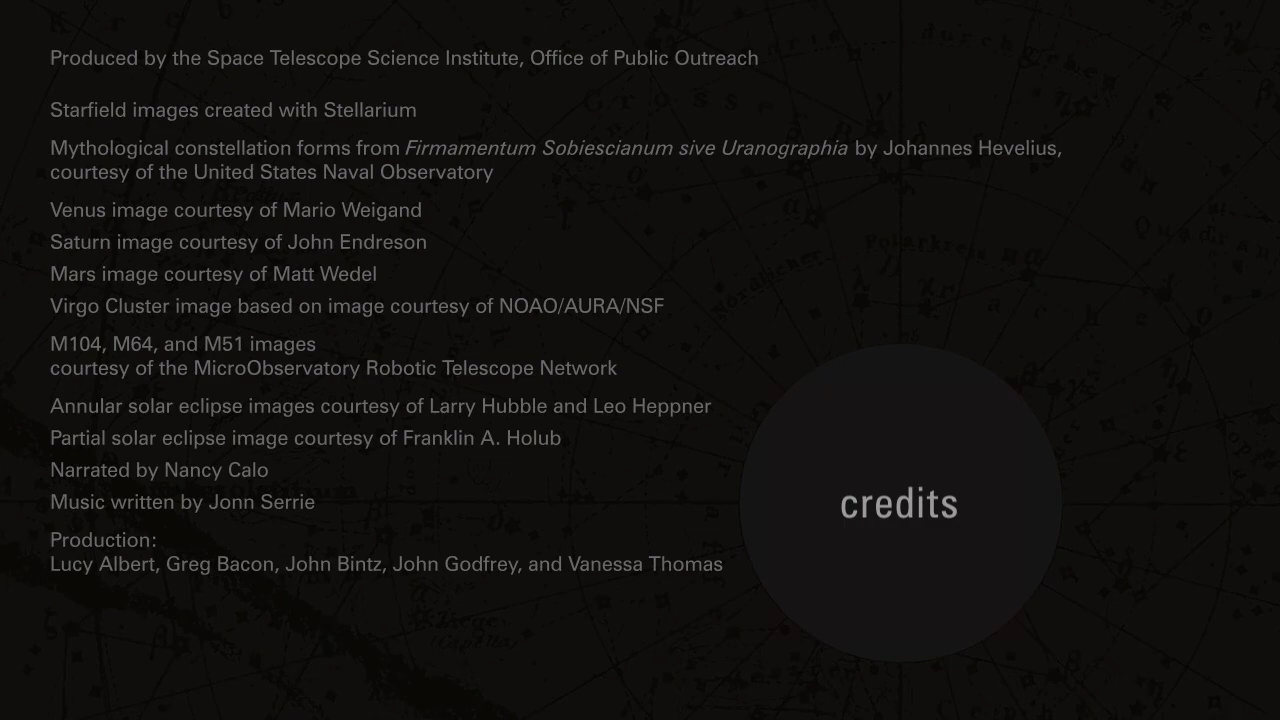 Produced by the Space Telescope Science Institute, Office of Public Outreach
Starfield images created with Stellarium
Mythological constellation forms from Firmamentum Sobiescianum sive Uranographia by Johannes Hevelius,
courtesy of the United States Naval Observatory
Venus image courtesy of Mario Weigand
Saturn image courtesy of John Endreson
Mars image courtesy of Matt Wedel
Virgo Cluster image based on image courtesy of NOAO/AURA/NSF
M104, M64, and M51 images
courtesy of the MicroObservatory Robotic Telescope Network
Annular solar eclipse images courtesy of Larry Hubble and Leo Heppner
Partial solar eclipse image courtesy of Franklin A. Holub
Narrated by Nancy Calo
Music written by Jonn Serrie
Production:
Lucy Albert, Greg Bacon, John Bintz, John Godfrey, and Vanessa Thomas
credits
Polarkreis